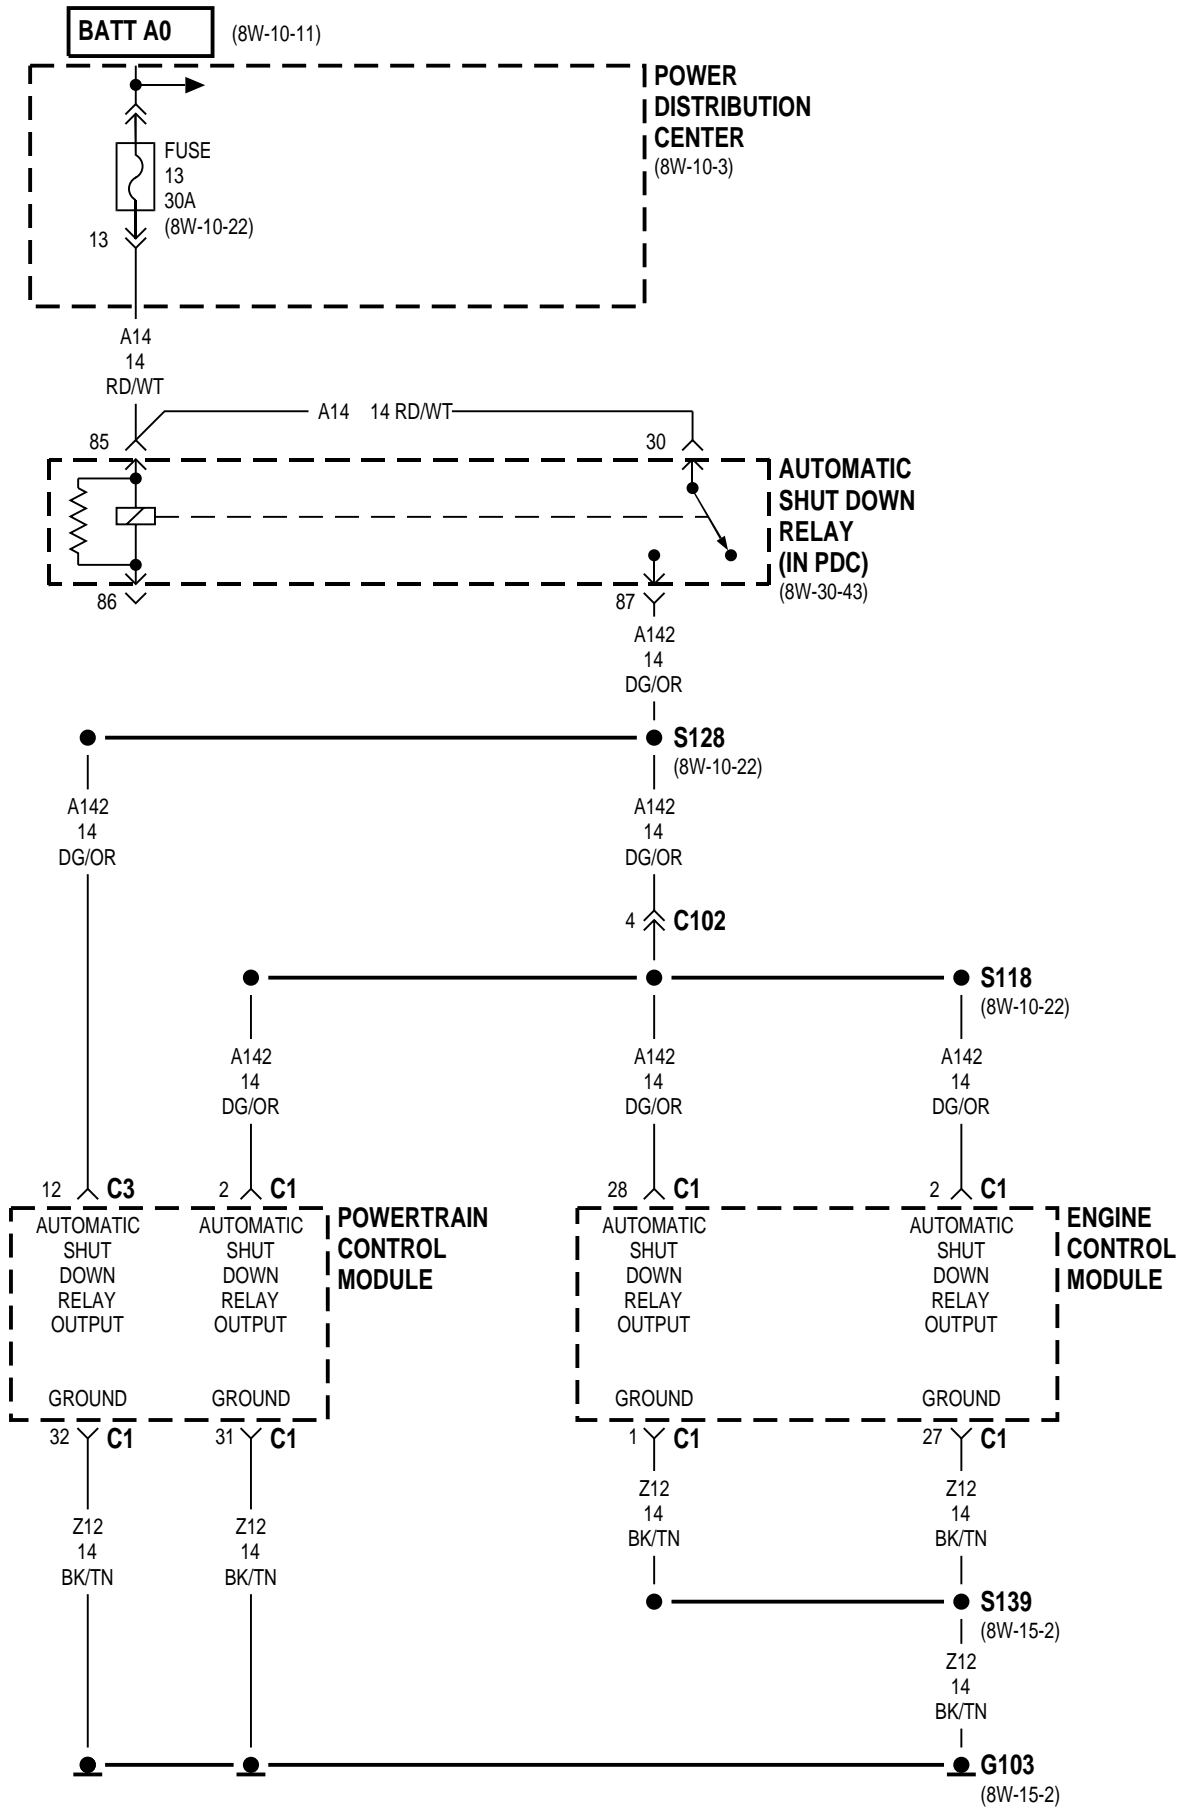 BATT A0
(8W-10-11)
POWER
DISTRIBUTION
CENTER
(8W-10-3)
FUSE
13
30A
(8W-10-22)
13
A14
14
RD/WT
A14 14 RD/WT
85
30
AUTOMATIC
SHUT DOWN
RELAY
(IN PDC)
(8W-30-43)
86
87
A142
14
DG/OR
S128
(8W-10-22)
A142
14
DG/OR
A142
14
DG/OR
4
C102
S118
(8W-10-22)
A142
14
DG/OR
A142
14
DG/OR
A142
14
DG/OR
12
C3
2
C1
28
C1
2
C1
AUTOMATIC
SHUT
DOWN
RELAY
OUTPUT
AUTOMATIC
SHUT
DOWN
RELAY
OUTPUT
POWERTRAIN
CONTROL
MODULE
AUTOMATIC
SHUT
DOWN
RELAY
OUTPUT
AUTOMATIC
SHUT
DOWN
RELAY
OUTPUT
ENGINE
CONTROL
MODULE
GROUND
GROUND
GROUND
GROUND
32
C1
31
C1
1
C1
27
C1
Z12
14
BK/TN
Z12
14
BK/TN
Z12
14
BK/TN
Z12
14
BK/TN
S139
(8W-15-2)
Z12
14
BK/TN
G103
(8W-15-2)